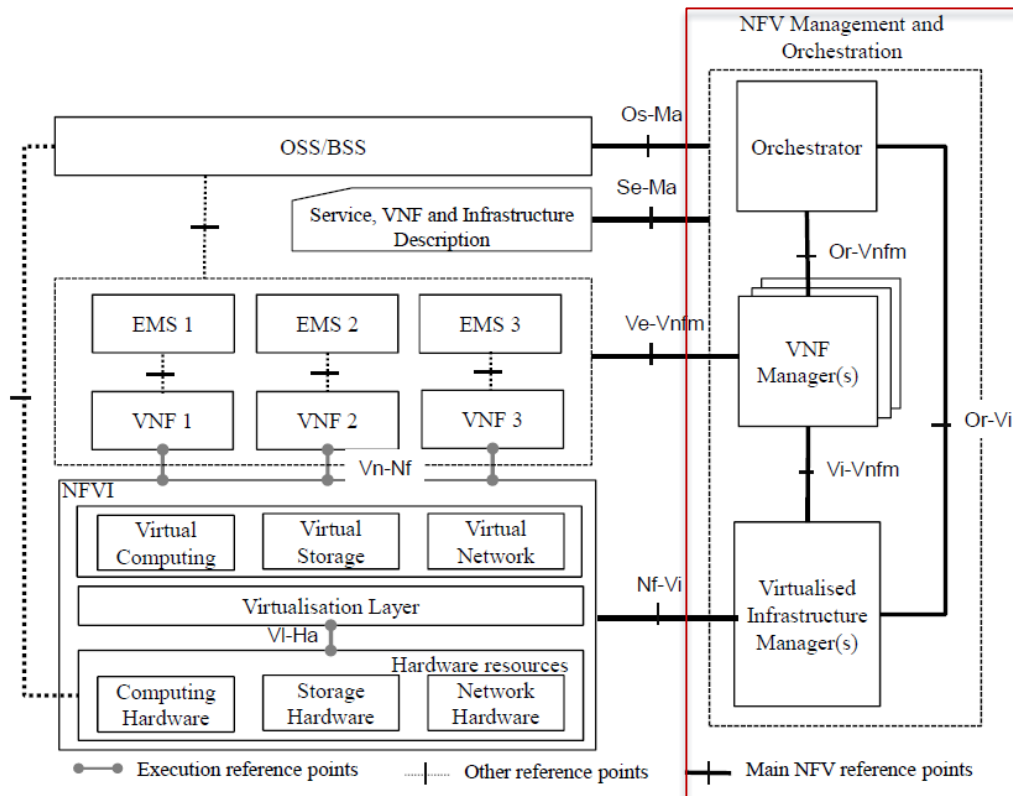 NFV Management and
Orchestration
Os-Ma
OSS/BSS
Orchestrator
Se-Ma
Service, VNF and Infrastructure
Description
Or-Vnfm
EMS 1
EMS 2
EMS 3
Ve-Vnfm
VNF
Manager(s)
VNF 1
VNF 2
VNF 3
Or-Vi
Vn-Nf
Vi-Vnfm
NFVI
Virtual
Computing
Virtual
Storage
Virtual
Network
Nf-Vi
Virtualisation Layer
Virtualised
Infrastructure
Manager(s)
Vl-Ha
Hardware resources
Computing
Hardware
Storage
Hardware
Network
Hardware
Execution reference points
Other reference points
Main NFV reference points